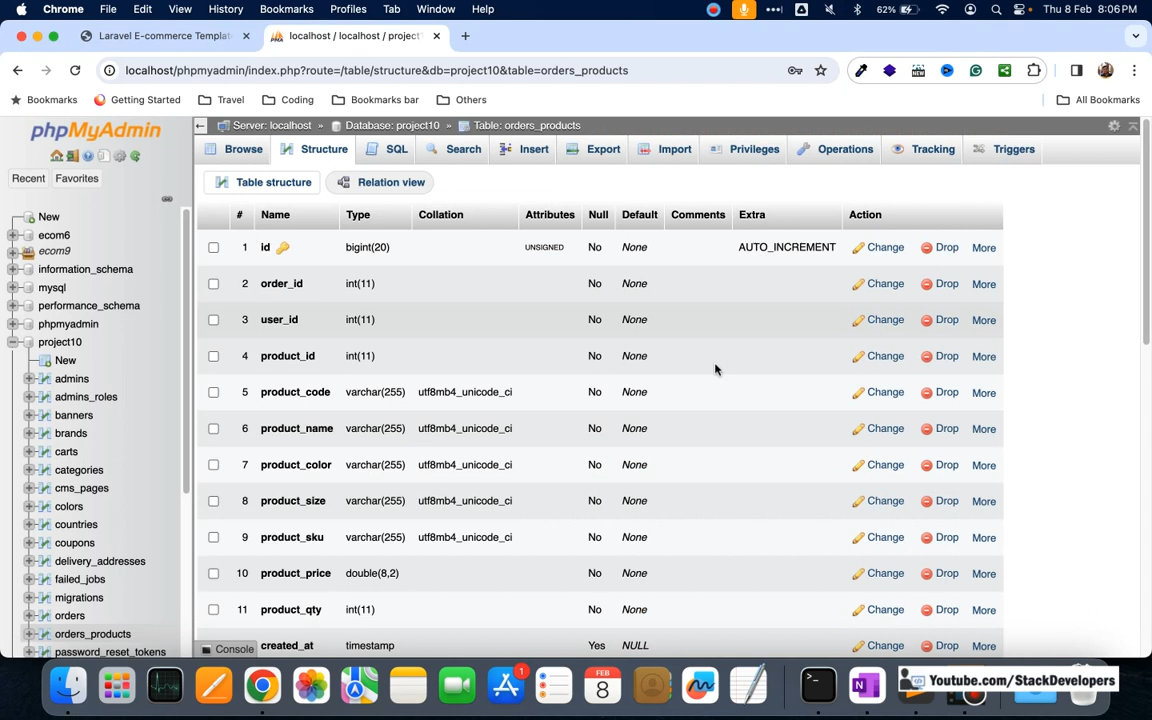 Chrome File Edit View History Bookmarks Profiles Tab Window Help 62% Thu 8 Feb 8:06 PM
Laravel E-commerce Templat localhost / localhost / project1
localhost/phpmyadmin/index.php?route=/table/structure&db=project10&table=orders_products
Bookmarks Getting Started Travel Coding Bookmarks bar Others All Bookmarks
phpMyAdmin
Recent Favorites
New
ecom6
ecom9
information_schema
mysql
performance_schema
phpmyadmin
project10
New
admins
admins_roles
banners
brands
carts
categories
cms_pages
colors
countries
coupons
delivery_addresses
failed_jobs
migrations
orders
orders_products
password_reset_tokens
Server: localhost » Database: project10 » Table: orders_products
Browse Structure SQL Search Insert Export Import Privileges Operations Tracking Triggers
Table structure Relation view
# Name Type Collation Attributes Null Default Comments Extra Action
1 id bigint(20) UNSIGNED No None AUTO_INCREMENT Change Drop More
2 order_id int(11) No None Change Drop More
3 user_id int(11) No None Change Drop More
4 product_id int(11) No None Change Drop More
5 product_code varchar(255) utf8mb4_unicode_ci No None Change Drop More
6 product_name varchar(255) utf8mb4_unicode_ci No None Change Drop More
7 product_color varchar(255) utf8mb4_unicode_ci No None Change Drop More
8 product_size varchar(255) utf8mb4_unicode_ci No None Change Drop More
9 product_sku varchar(255) utf8mb4_unicode_ci No None Change Drop More
10 product_price double(8,2) No None Change Drop More
11 product_qty int(11) No None Change Drop More
created_at timestamp Yes NULL Change Drop More
Console
FEB
8
1
Youtube.com/StackDevelopers